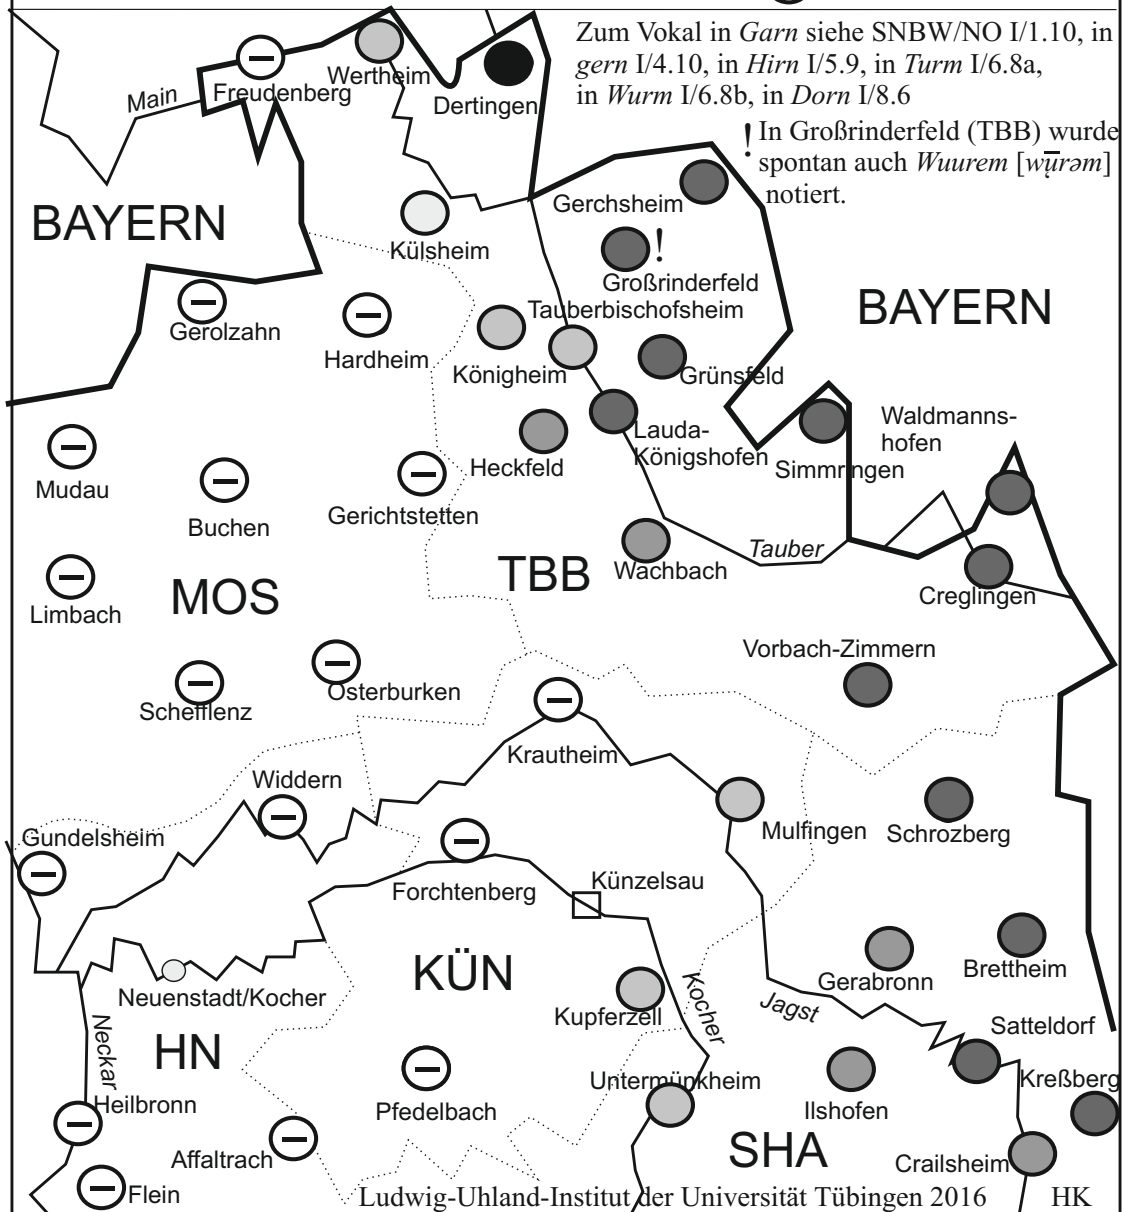 Zum Vokal in Garn siehe SNBW/NO I/1.10, in
gern I/4.10, in Hirn I/5.9, in Turm I/6.8a,
in Wurm I/6.8b, in Dorn I/8.6
! In Großrinderfeld (TBB) wurde
spontan auch Wuurem [wụ̄rəm]
notiert.
Wertheim
Freudenberg
Main
Dertingen
BAYERN
Gerchsheim
Külsheim
!
Großrinderfeld
Tauberbischofsheim
BAYERN
Gerolzahn
Hardheim
Königheim
Grünsfeld
Waldmanns-
hofen
Lauda-
Königshofen
Heckfeld
Simmringen
Mudau
Buchen
Gerichtstetten
Tauber
TBB
Wachbach
Creglingen
MOS
Limbach
Vorbach-Zimmern
Osterburken
Schefflenz
Krautheim
Widdern
Gundelsheim
Mulfingen
Schrozberg
Forchtenberg
Künzelsau
KÜN
Gerabronn
Brettheim
Neuenstadt/Kocher
Kupferzell
Kocher
Jagst
Satteldorf
Neckar
HN
Untermünkheim
Kreßberg
Heilbronn
Pfedelbach
Ilshofen
Affaltrach
SHA
Crailsheim
Flein
Ludwig-Uhland-Institut der Universität Tübingen 2016 HK